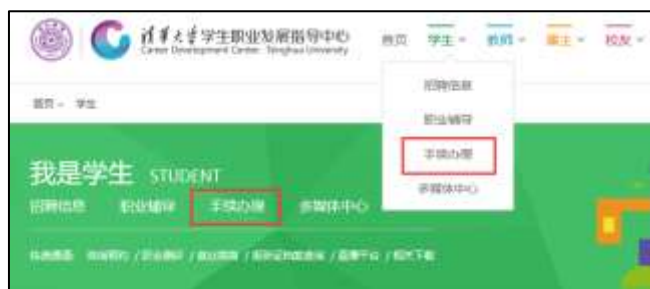 清华大学学生职业发展指导中心
Career Development Center Tsinghua University
首页 学生 教师 雇主 校友
招聘信息
职业辅导
手续办理
多媒体中心
首页 学生
我是学生 STUDENT
招聘信息 职业辅导 手续办理 多媒体中心